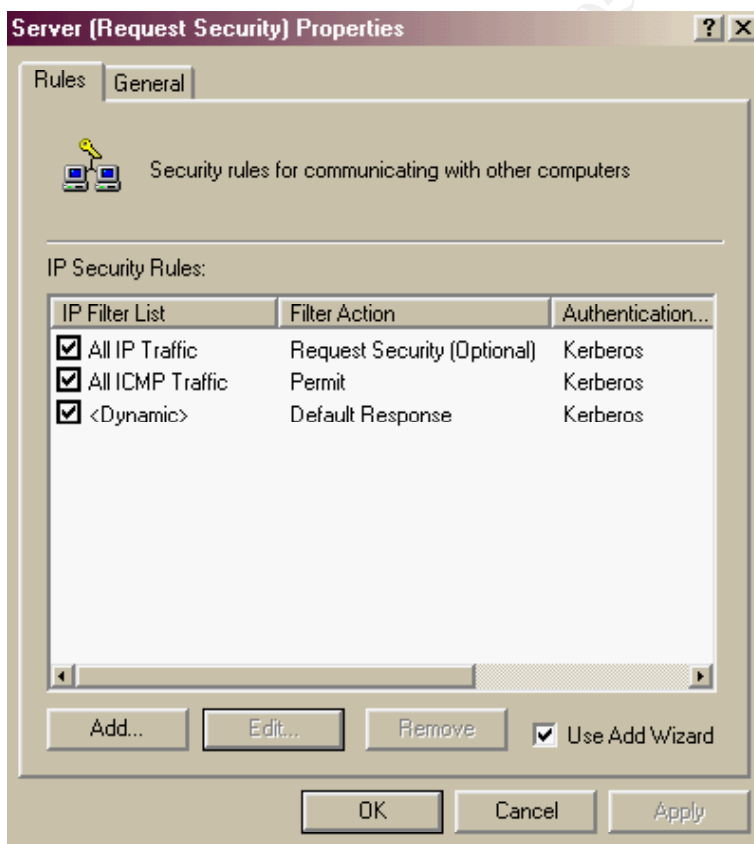 Server (Request Security) Properties
Rules
General
Security rules for communicating with other computers
IP Security Rules:
IP Filter List Filter Action Authentication...
All IP Traffic Request Security (Optional) Kerberos
All ICMP Traffic Permit Kerberos
<Dynamic> Default Response Kerberos
Add... Edit... Remove Use Add Wizard
OK Cancel Apply